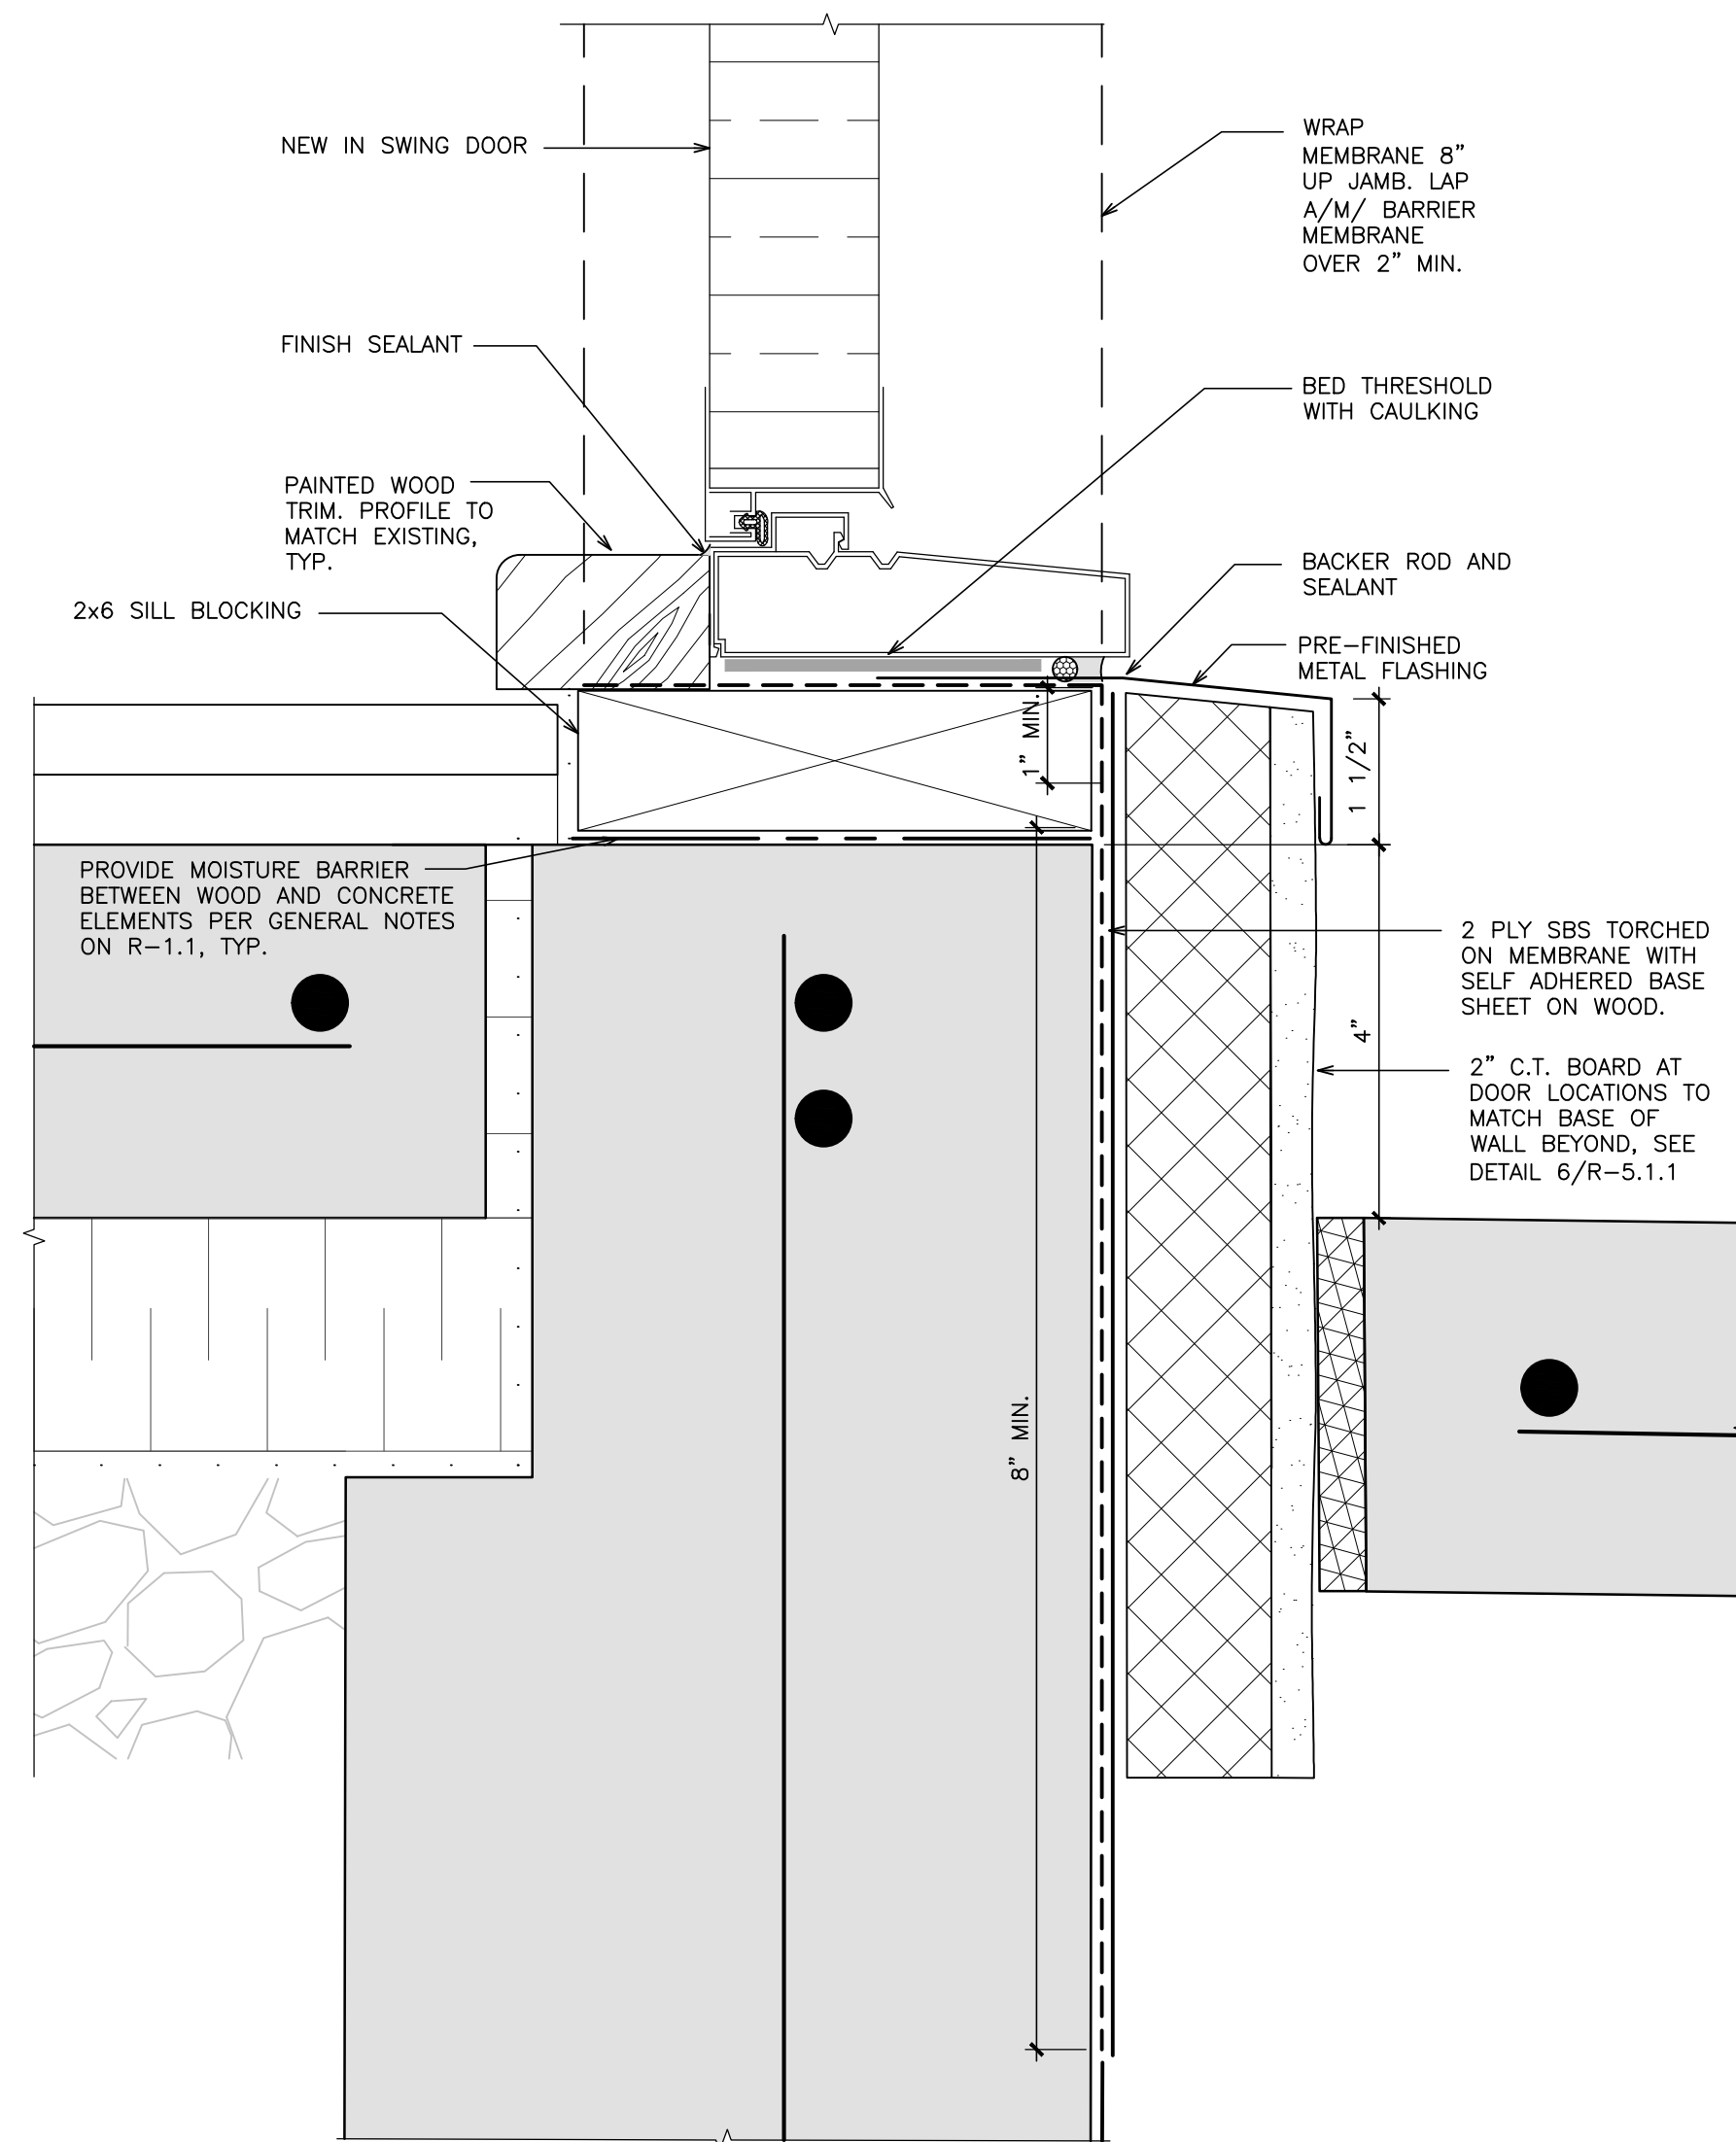 NEW IN SWING DOOR
WRAP
MEMBRANE 8”
UP JAMB. LAP
A/M/ BARRIER
MEMBRANE
OVER 2” MIN.
FINISH SEALANT
BED THRESHOLD
WITH CAULKING
PAINTED WOOD
TRIM. PROFILE TO
MATCH EXISTING,
TYP.
BACKER ROD AND
SEALANT
2x6 SILL BLOCKING
PRE-FINISHED
METAL FLASHING
1” MIN.
1 1/2”
PROVIDE MOISTURE BARRIER
BETWEEN WOOD AND CONCRETE
ELEMENTS PER GENERAL NOTES
ON R-1.1, TYP.
2 PLY SBS TORCHED
ON MEMBRANE WITH
SELF ADHERED BASE
SHEET ON WOOD.
4”
2” C.T. BOARD AT
DOOR LOCATIONS TO
MATCH BASE OF
WALL BEYOND, SEE
DETAIL 6/R-5.1.1
8” MIN.